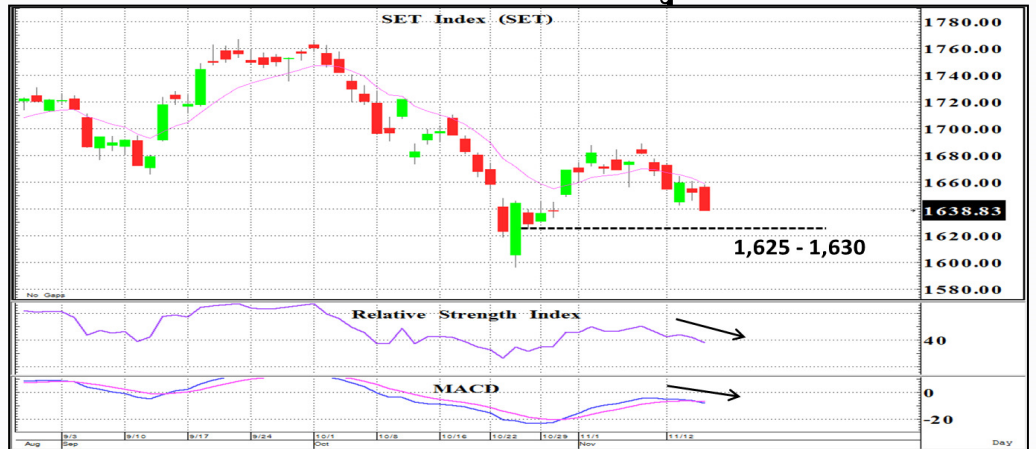 SET Index (SET)
1780.00
1760.00
1740.00
1720.00
1700.00
1680.00
1660.00
1638.83
1620.00
1600.00
1580.00
1,625 - 1,630
No Gaps
Relative Strength Index
40
MACD
0
-20
9/3 9/10 9/17 9/24 10/1 10/8 10/16 10/22 10/29 11/1 11/12
Aug Sep Oct Nov Day